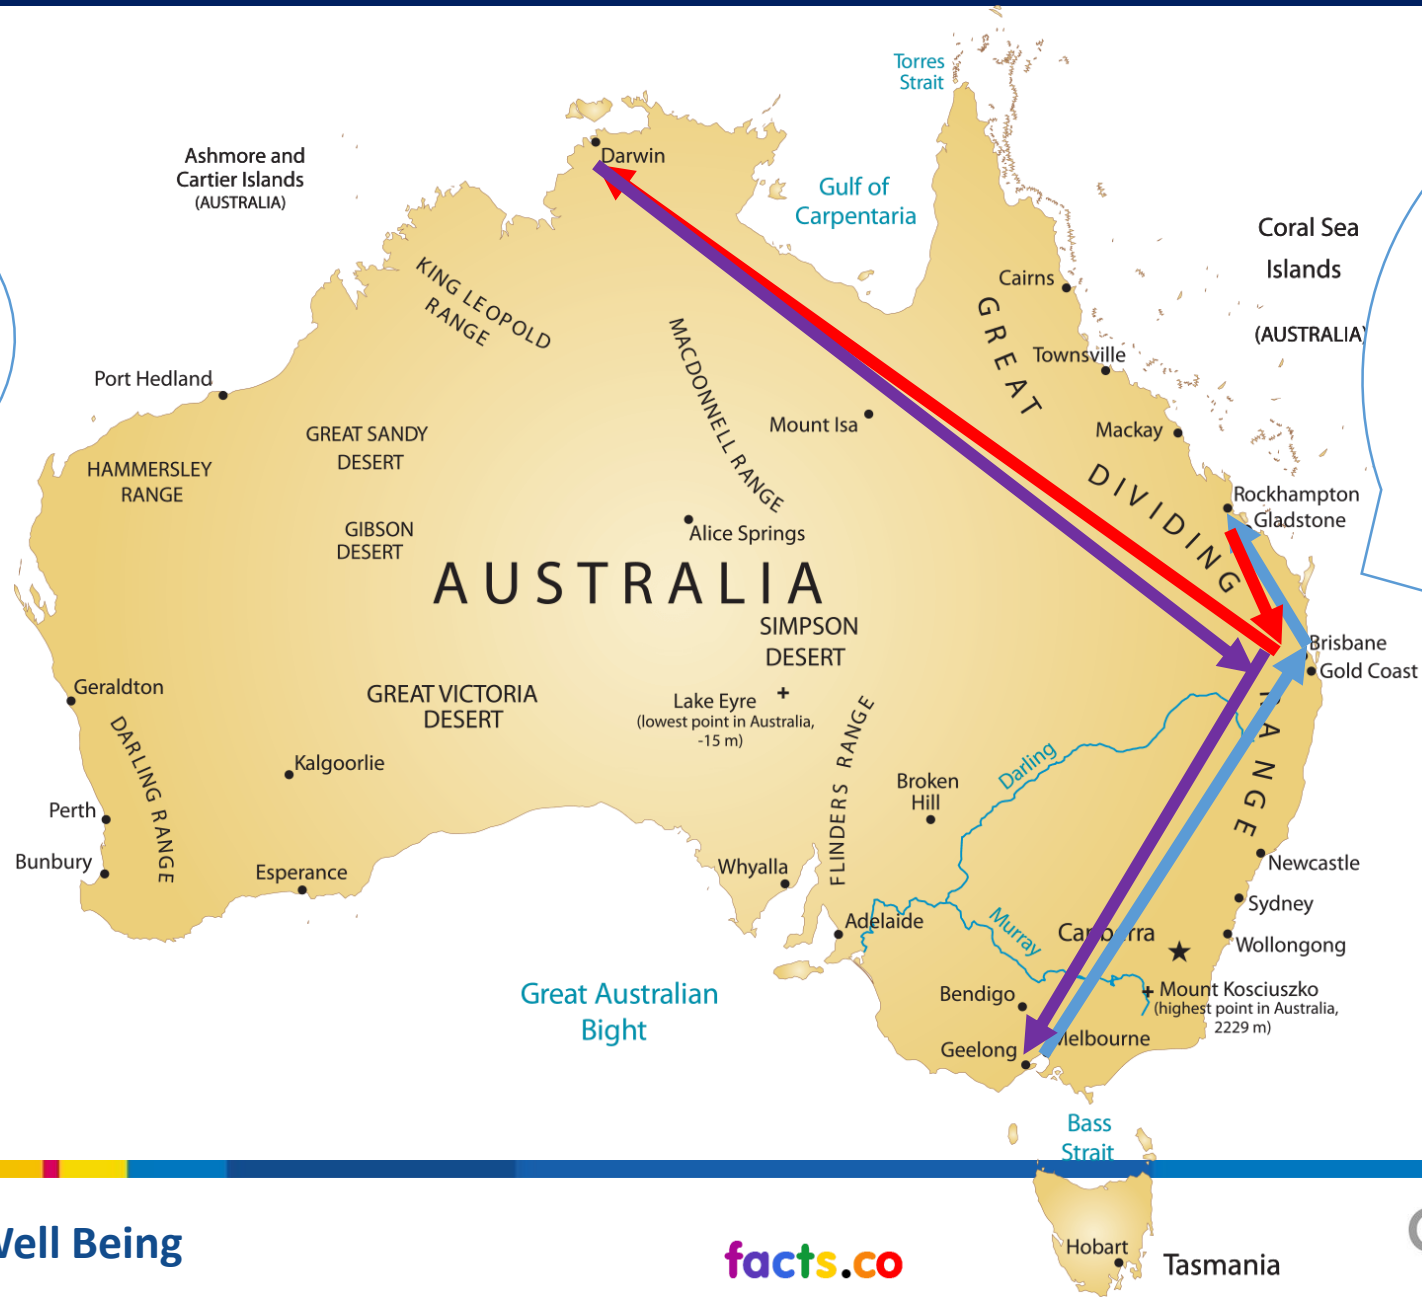 Torres
Strait
Ashmore and
Cartier Islands
(AUSTRALIA)
Darwin
Gulf of
Carpentaria
Coral Sea
Islands
(AUSTRALIA)
Cairns
KING LEOPOLD
RANGE
GREAT
DIVIDING
RANGE
MACDONNELL RANGE
Townsville
Port Hedland
Mount Isa
Mackay
GREAT SANDY
DESERT
HAMMERSLEY
RANGE
Rockhampton
Gladstone
GIBSON
DESERT
Alice Springs
AUSTRALIA
SIMPSON
DESERT
Brisbane
Gold Coast
Geraldton
GREAT VICTORIA
DESERT
Lake Eyre
(lowest point in Australia,
-15 m)
DARLING RANGE
FLINDERS RANGE
Darling
Kalgoorlie
Broken
Hill
Perth
Bunbury
Esperance
Whyalla
Newcastle
Sydney
Adelaide
Murray
Canberra
Wollongong
Great Australian
Bight
Bendigo
Mount Kosciuszko
(highest point in Australia,
2229 m)
Geelong
Melbourne
Bass
Strait
Well Being
facts.co
Hobart
Tasmania